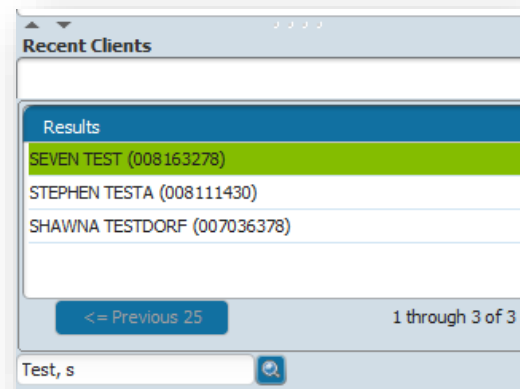 Recent Clients
Results
SEVEN TEST (008163278)
STEPHEN TESTA (008111430)
SHAWNA TESTDORF (007036378)
<= Previous 25 1 through 3 of 3
Test, s